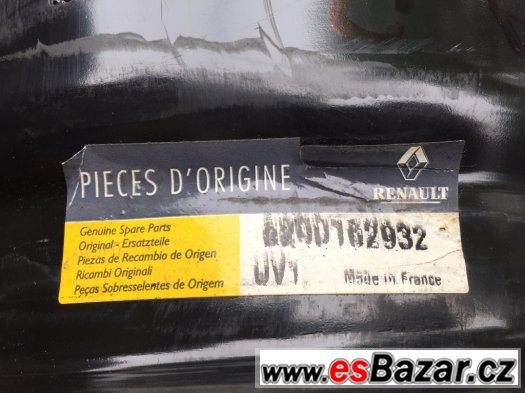 PIECES D'ORIGINE
RENAULT
Genuine Spare Parts
Original - Ersatzteile
Piezas de Recambio de Origen
Ricambi Originali
Peças Sobresselentes de Origem
8200182932
UV1
Made in France
www.esBazar.cz